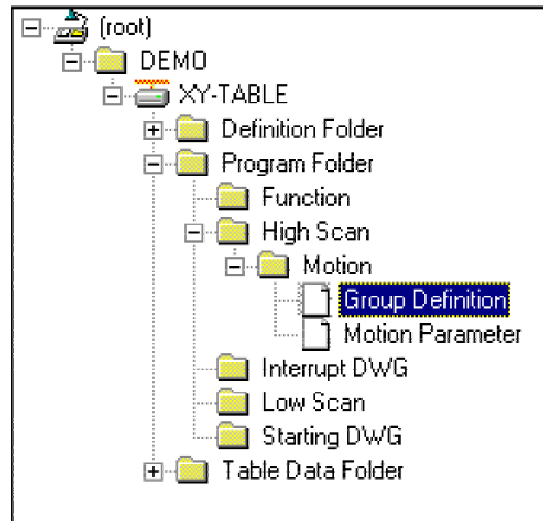 (root)
DEMO
XY-TABLE
Definition Folder
Program Folder
Function
High Scan
Motion
Group Definition
Motion Parameter
Interrupt DWG
Low Scan
Starting DWG
Table Data Folder